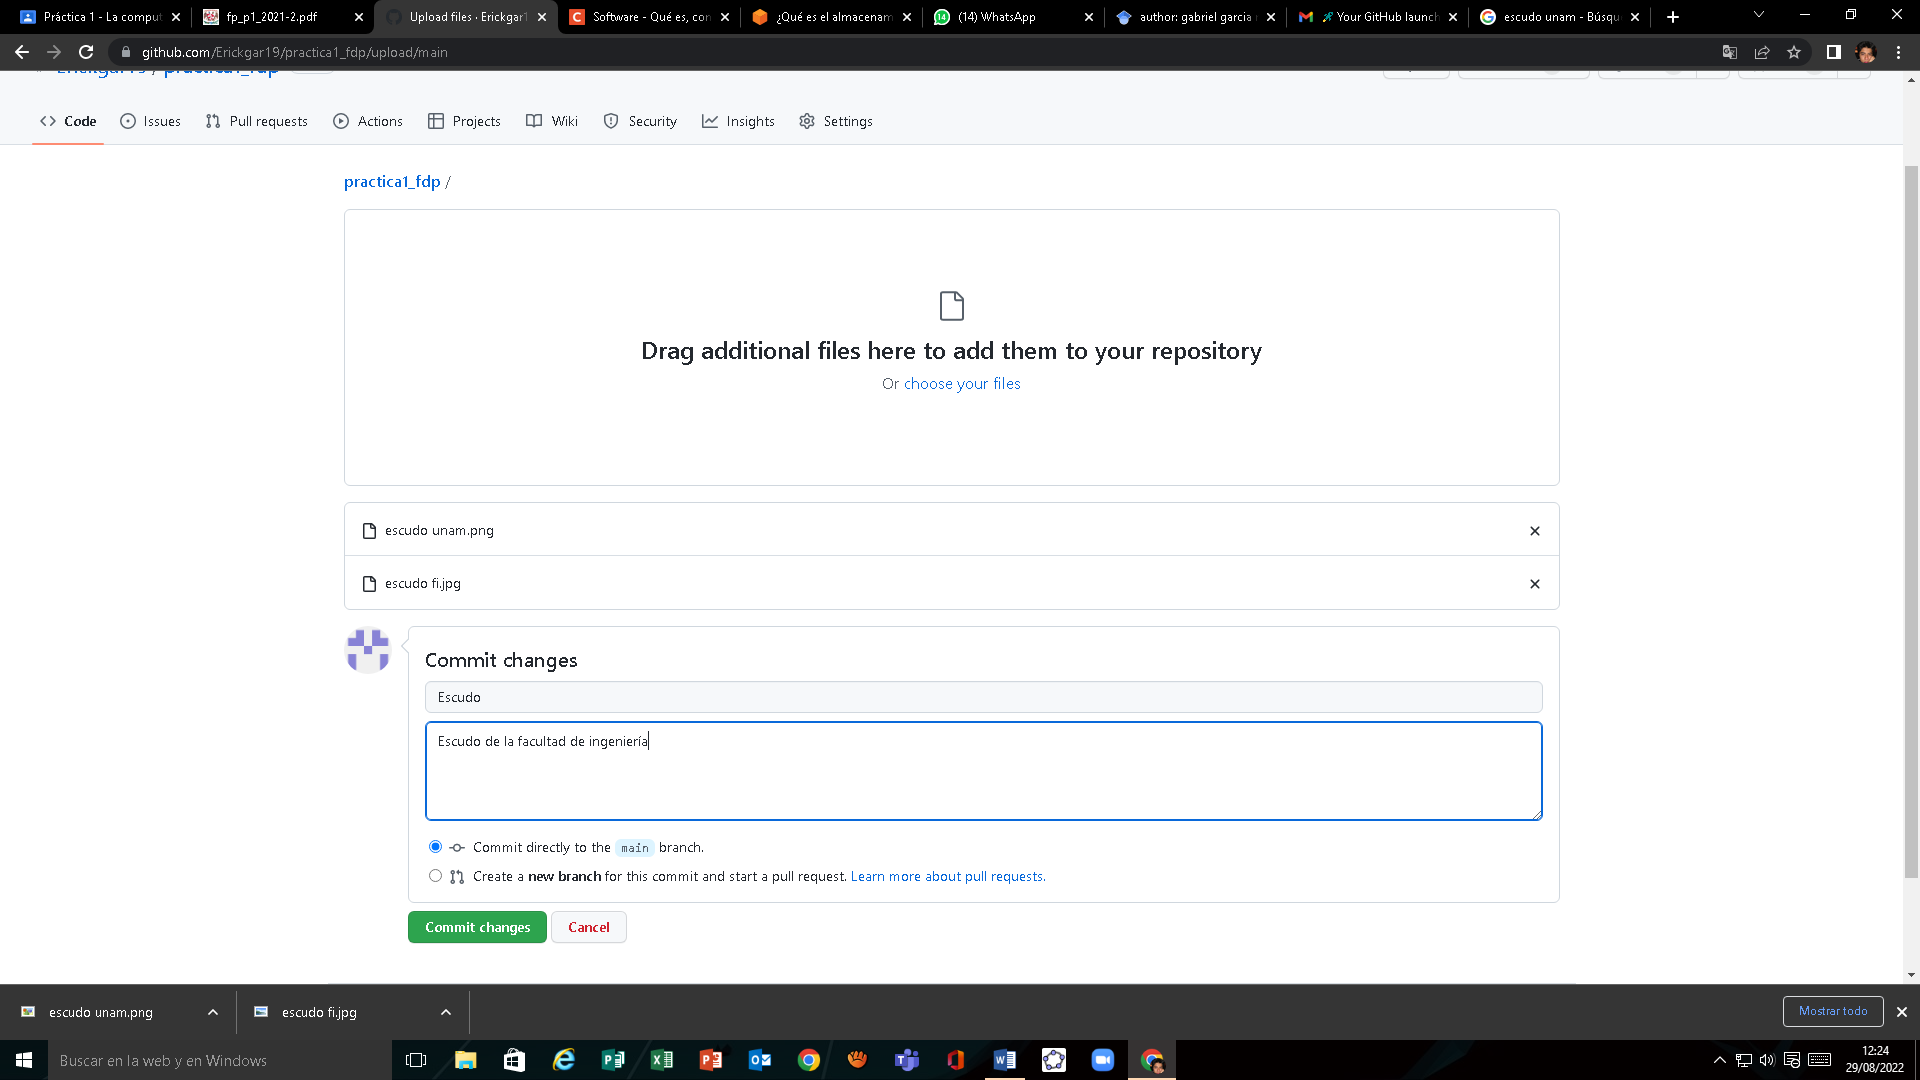 Práctica 1 - La comput
fp_p1_2021-2.pdf
Upload files · Erickgar1
Software - Qué es, con
¿Qué es el almacenam
(14) WhatsApp
author: gabriel garcia
Your GitHub launch
escudo unam - Búsqu
github.com/Erickgar19/practica1_fdp/upload/main
Erickgar19 / practica1_fdp
Code
Issues
Pull requests
Actions
Projects
Wiki
Security
Insights
Settings
practica1_fdp /
Drag additional files here to add them to your repository
Or choose your files
escudo unam.png
escudo fi.jpg
Commit changes
Escudo
Escudo de la facultad de ingeniería
Commit directly to the main branch.
Create a new branch for this commit and start a pull request. Learn more about pull requests.
Commit changes
Cancel
escudo unam.png
escudo fi.jpg
Mostrar todo
Buscar en la web y en Windows
12:24
29/08/2022